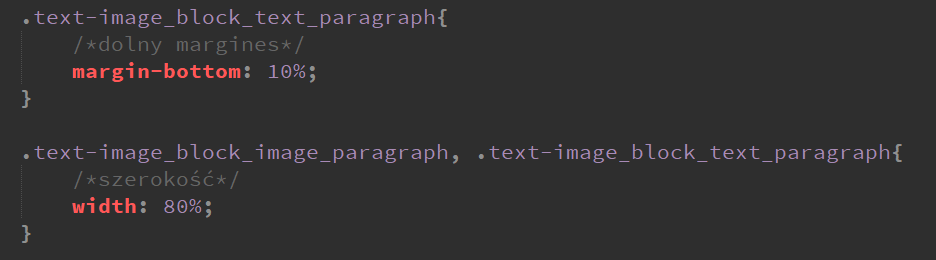 .text-image_block_text_paragraph{
    /*dolny margines*/
    margin-bottom: 10%;
}
.text-image_block_image_paragraph, .text-image_block_text_paragraph{
    /*szerokość*/
    width: 80%;
}